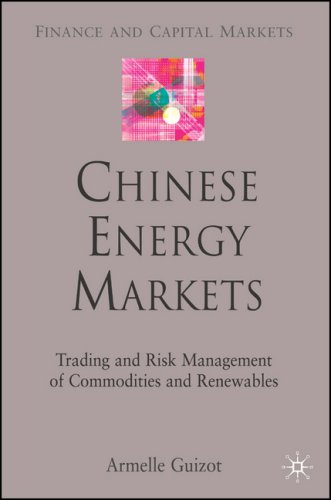 FINANCE AND CAPITAL MARKETS
CHINESE
ENERGY
MARKETS
Trading and Risk Management
of Commodities and Renewables
Armelle Guizot